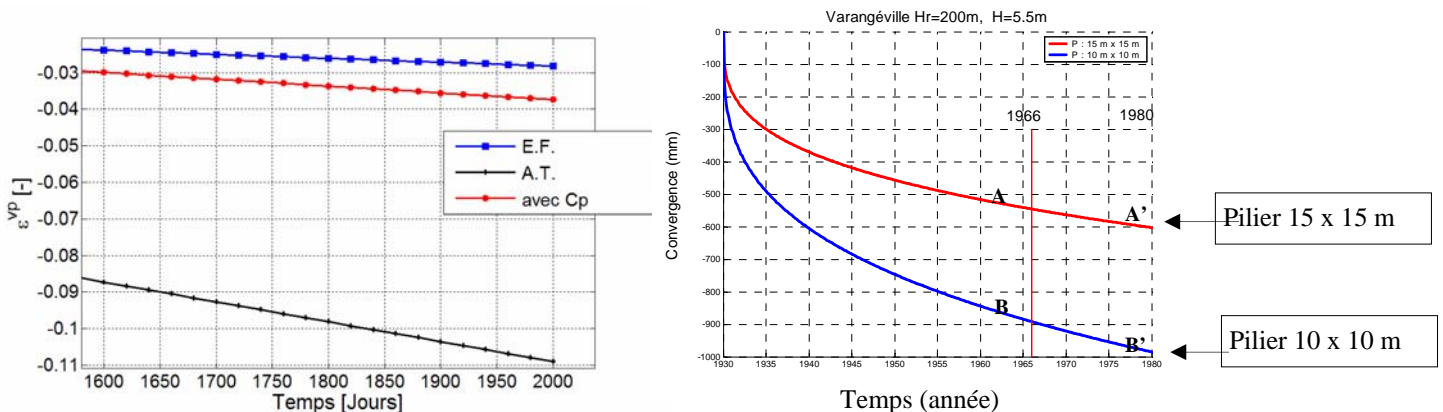 -0.03
-0.04
-0.05
-0.06
-0.07
-0.08
-0.09
-0.1
-0.11
ε^vp [-]
1600 1650 1700 1750 1800 1850 1900 1950 2000
Temps [Jours]
E.F.
A.T.
avec Cp
Varangéville Hr=200m, H=5.5m
P : 15 m x 15 m
P : 10 m x 10 m
0
-100
-200
-300
-400
-500
-600
-700
-800
-900
-1000
Convergence (mm)
1966
1980
A
A'
B
B'
1930 1935 1940 1945 1950 1955 1960 1965 1970 1975 1980
Temps (année)
Pilier 15 x 15 m
Pilier 10 x 10 m